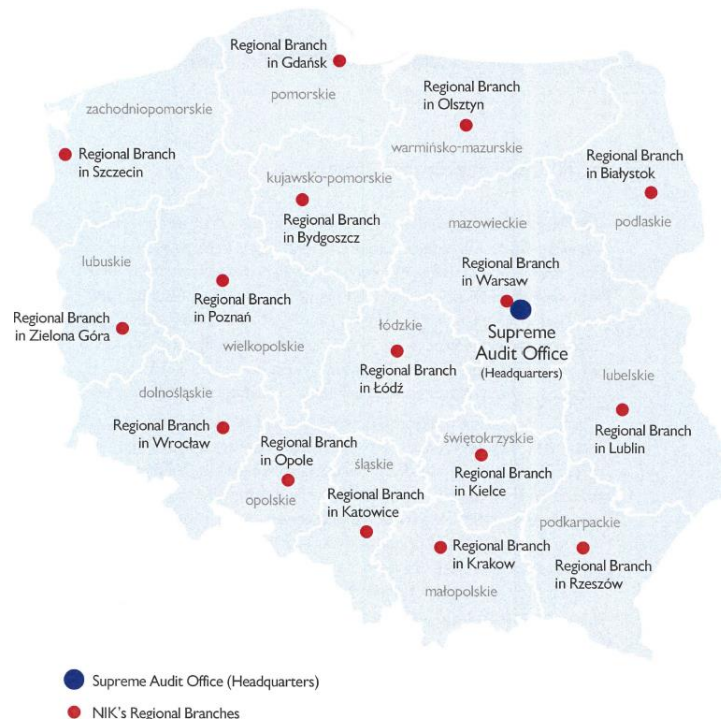 Regional Branch
in Gdańsk
pomorskie
Regional Branch
in Olsztyn
warmińsko-mazurskie
zachodniopomorskie
Regional Branch
in Szczecin
Regional Branch
in Białystok
podlaskie
kujawsko-pomorskie
Regional Branch
in Bydgoszcz
mazowieckie
Regional Branch
in Warsaw
Supreme
Audit Office
(Headquarters)
lubuskie
Regional Branch
in Zielona Góra
Regional Branch
in Poznań
wielkopolskie
łódzkie
Regional Branch
in Łódź
lubelskie
Regional Branch
in Lublin
dolnośląskie
Regional Branch
in Wrocław
Regional Branch
in Opole
opolskie
śląskie
Regional Branch
in Katowice
świętokrzyskie
Regional Branch
in Kielce
Regional Branch
in Krakow
małopolskie
podkarpackie
Regional Branch
in Rzeszów
Supreme Audit Office (Headquarters)
NIK's Regional Branches